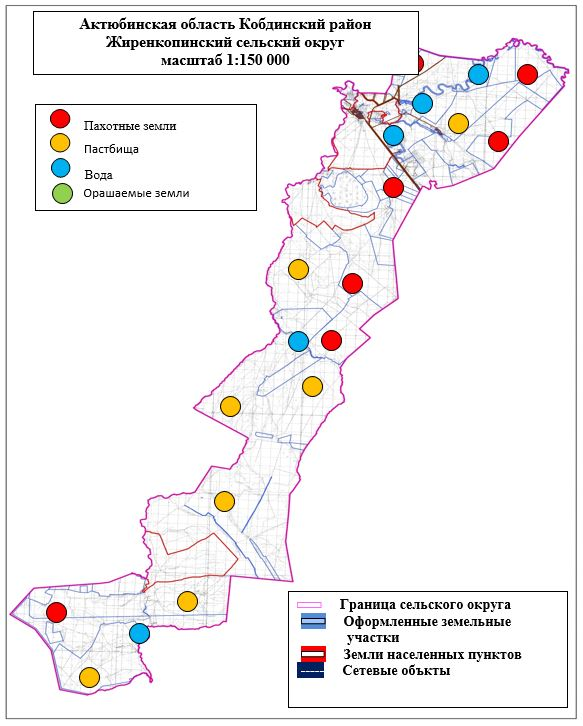 Актюбинская область Кобдинский район
Жиренкопинский сельский округ
масштаб 1:150 000
Пахотные земли
Пастбища
Вода
Орашаемые земли
Граница сельского округа
Оформленные земельные
участки
Земли населенных пунктов
Сетевые объкты